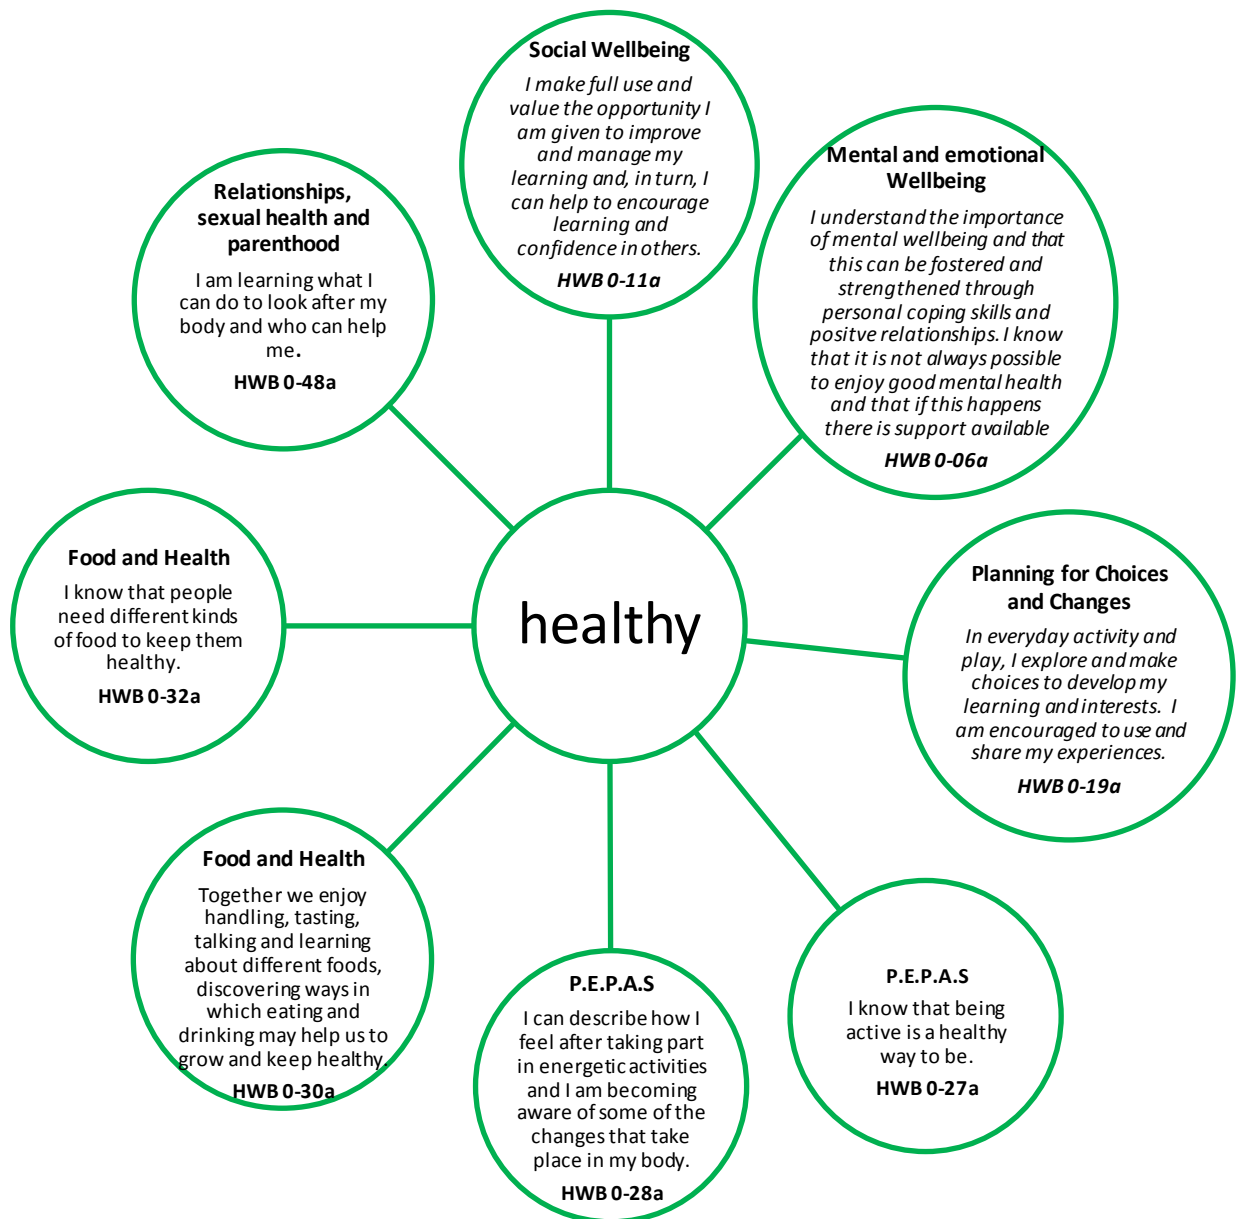 Social Wellbeing
I make full use and
value the opportunity I
am given to improve
and manage my
learning and, in turn, I
can help to encourage
learning and
confidence in others.
HWB 0-11a
Mental and emotional
Wellbeing
I understand the importance
of mental wellbeing and that
this can be fostered and
strengthened through
personal coping skills and
positve relationships. I know
that it is not always possible
to enjoy good mental health
and that if this happens
there is support available
HWB 0-06a
Relationships,
sexual health and
parenthood
I am learning what I
can do to look after my
body and who can help
me.
HWB 0-48a
Food and Health
I know that people
need different kinds
of food to keep them
healthy.
HWB 0-32a
healthy
Planning for Choices
and Changes
In everyday activity and
play, I explore and make
choices to develop my
learning and interests. I
am encouraged to use and
share my experiences.
HWB 0-19a
Food and Health
Together we enjoy
handling, tasting,
talking and learning
about different foods,
discovering ways in
which eating and
drinking may help us to
grow and keep healthy.
HWB 0-30a
P.E.P.A.S
I can describe how I
feel after taking part
in energetic activities
and I am becoming
aware of some of the
changes that take
place in my body.
HWB 0-28a
P.E.P.A.S
I know that being
active is a healthy
way to be.
HWB 0-27a